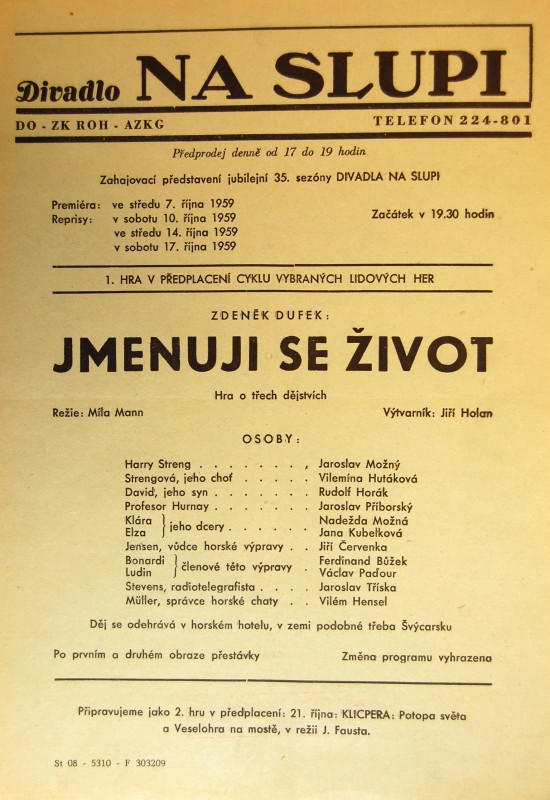 Divadlo NA SLUPI
DO - ZK ROH - AZKG TELEFON 224-801
Předprodej denně od 17 do 19 hodin
Zahajovací představení jubilejní 35. sezóny DIVADLA NA SLUPI
Premiéra: ve středu 7. října 1959
Reprisy: v sobotu 10. října 1959 Začátek v 19.30 hodin
ve středu 14. října 1959
v sobotu 17. října 1959
1. HRA V PŘEDPLACENÍ CYKLU VYBRANÝCH LIDOVÝCH HER
ZDENĚK DUFEK:
JMENUJI SE ŽIVOT
Hra o třech dějstvích
Režie: Míla Mann Výtvarník: Jiří Holan
OSOBY:
Harry Streng . . . . . . . , Jaroslav Možný
Strengová, jeho choť . . . . . Vilemína Hutáková
David, jeho syn . . . . . . . Rudolf Horák
Profesor Hurnay . . . . . . . Jaroslav Příborský
Klára } jeho dcery . . . . . . Nadežda Možná
Elza Jana Kubelková
Jensen, vůdce horské výpravy . . Jiří Červenka
Bonardi } členové této výpravy . Ferdinand Bůžek
Ludin Václav Paďour
Stevens, radiotelegrafista . . . . Jaroslav Tříska
Müller, správce horské chaty . . Vilém Hensel
Děj se odehrává v horském hotelu, v zemi podobné třeba Švýcarsku
Po prvním a druhém obraze přestávky Změna programu vyhrazena
Připravujeme jako 2. hru v předplacení: 21. října: KLICPERA: Potopa světa
a Veselohra na mostě, v režii J. Fausta.
St 08 - 5310 - F 303209